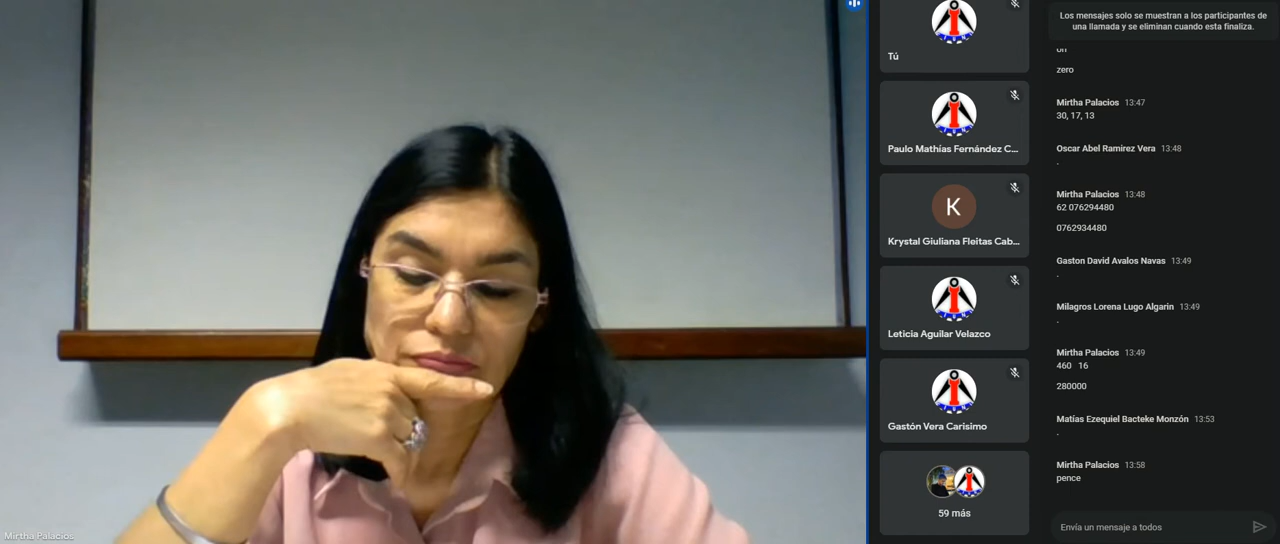 Mirtha Palacios
Tú
Paulo Mathías Fernández C...
K
Krystal Giuliana Fleitas Cab...
Leticia Aguilar Velazco
Gastón Vera Carisimo
59 más
Los mensajes solo se muestran a los participantes de
una llamada y se eliminan cuando esta finaliza.
zero
Mirtha Palacios 13:47
30, 17, 13
Oscar Abel Ramirez Vera 13:48
.
Mirtha Palacios 13:48
62 076294480
0762934480
Gaston David Avalos Navas 13:49
.
Milagros Lorena Lugo Algarin 13:49
.
Mirtha Palacios 13:49
460 16
280000
Matías Ezequiel Bacteke Monzón 13:53
.
Mirtha Palacios 13:58
pence
Envía un mensaje a todos